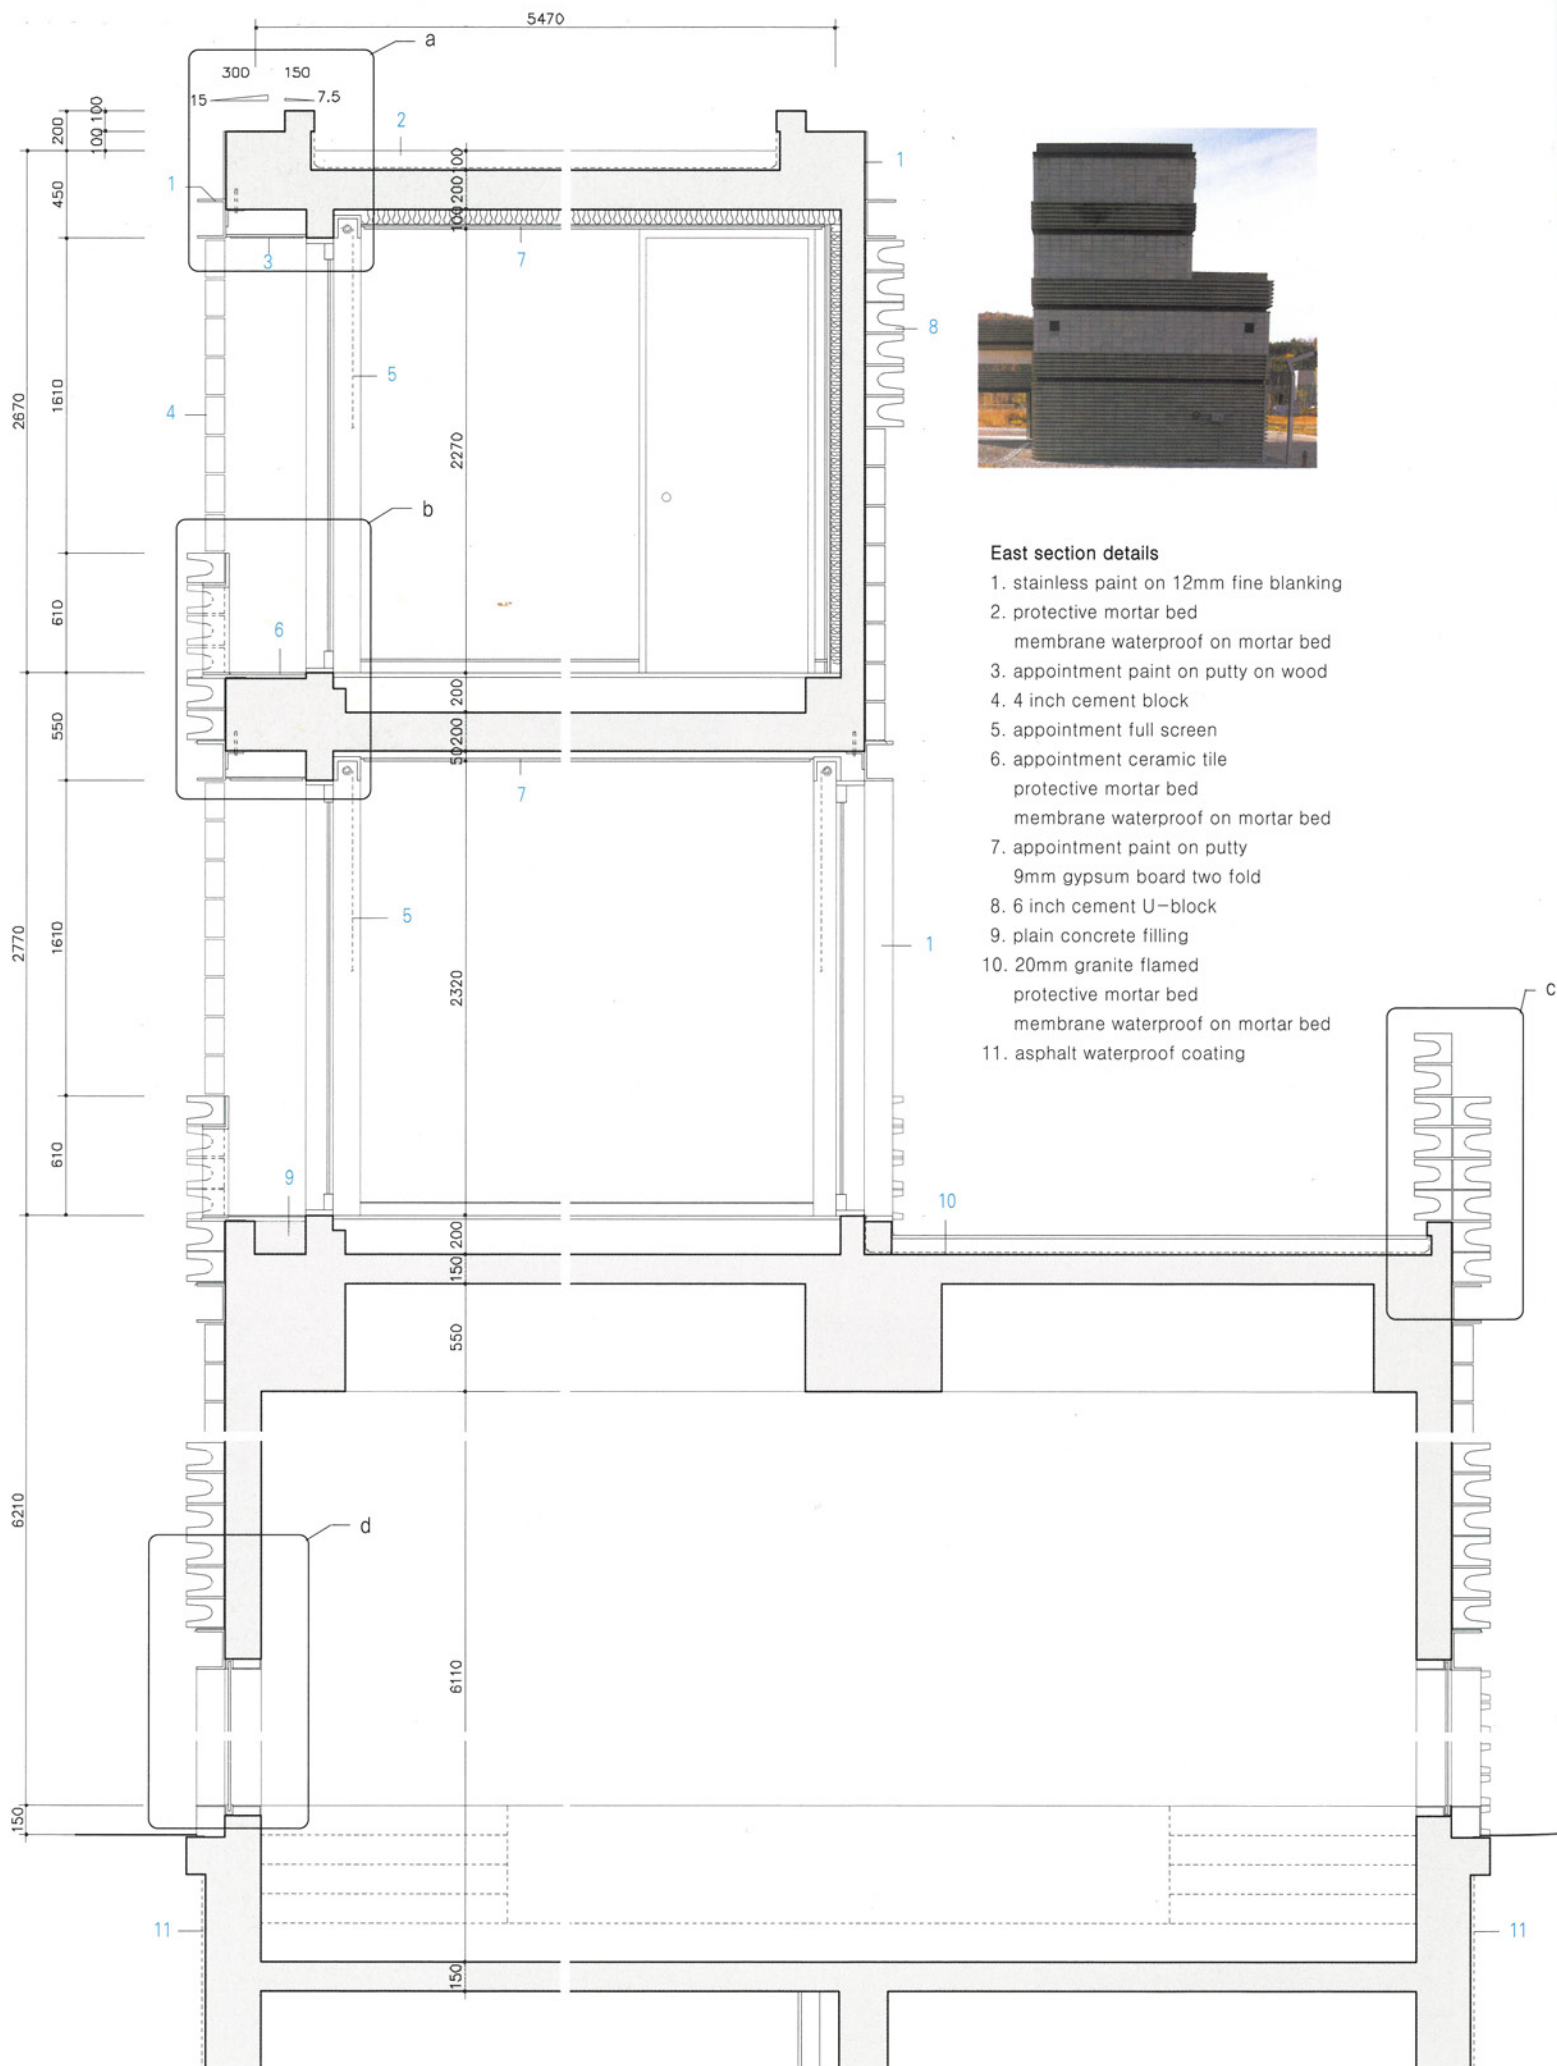 5470
a
300 150
15 7.5
200
100 100
2
1
1
450
100
200
100
3
7
8
5
4
2670
1610
2270
b
610
6
550
200
200
50
7
East section details
1. stainless paint on 12mm fine blanking
2. protective mortar bed
membrane waterproof on mortar bed
3. appointment paint on putty on wood
4. 4 inch cement block
5. appointment full screen
6. appointment ceramic tile
protective mortar bed
membrane waterproof on mortar bed
7. appointment paint on putty
9mm gypsum board two fold
8. 6 inch cement U-block
9. plain concrete filling
10. 20mm granite flamed
protective mortar bed
membrane waterproof on mortar bed
11. asphalt waterproof coating
5
1
2770
1610
2320
c
610
9
10
200
150
550
6210
d
6110
150
11
11
150